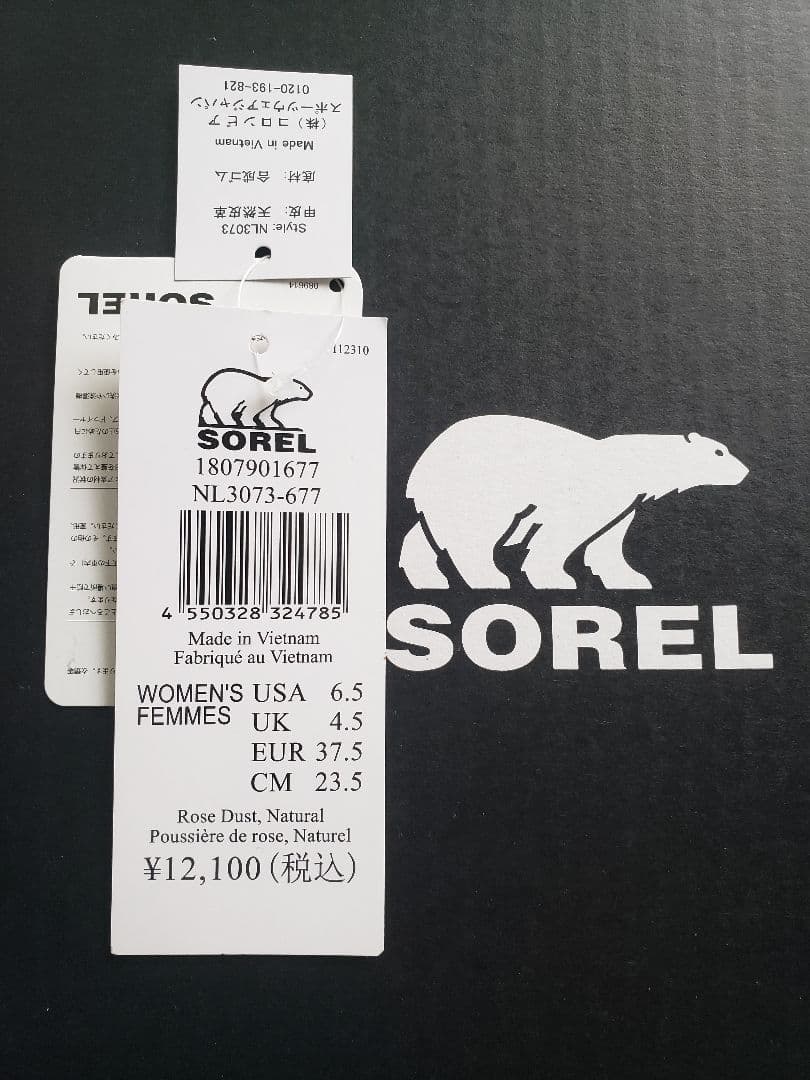 Style: NL3073
甲皮: 天然皮革
底材: 合成ゴム
Made in Vietnam
(株) コロンビア
スポーツウェアジャパン
0120-193-821
089614
SOREL
112310
SOREL
1807901677
NL3073-677
4 550328 324785
Made in Vietnam
Fabriqué au Vietnam
WOMEN'S
FEMMES
USA 6.5
UK 4.5
EUR 37.5
CM 23.5
Rose Dust, Natural
Poussière de rose, Naturel
¥12,100(税込)
SOREL